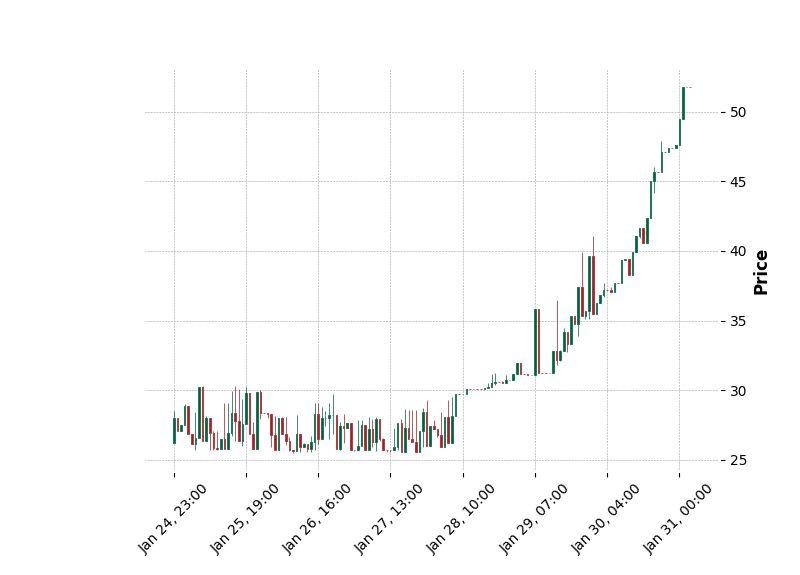 50
45
40
35
30
25
Price
Jan 24, 23:00
Jan 25, 19:00
Jan 26, 16:00
Jan 27, 13:00
Jan 28, 10:00
Jan 29, 07:00
Jan 30, 04:00
Jan 31, 00:00